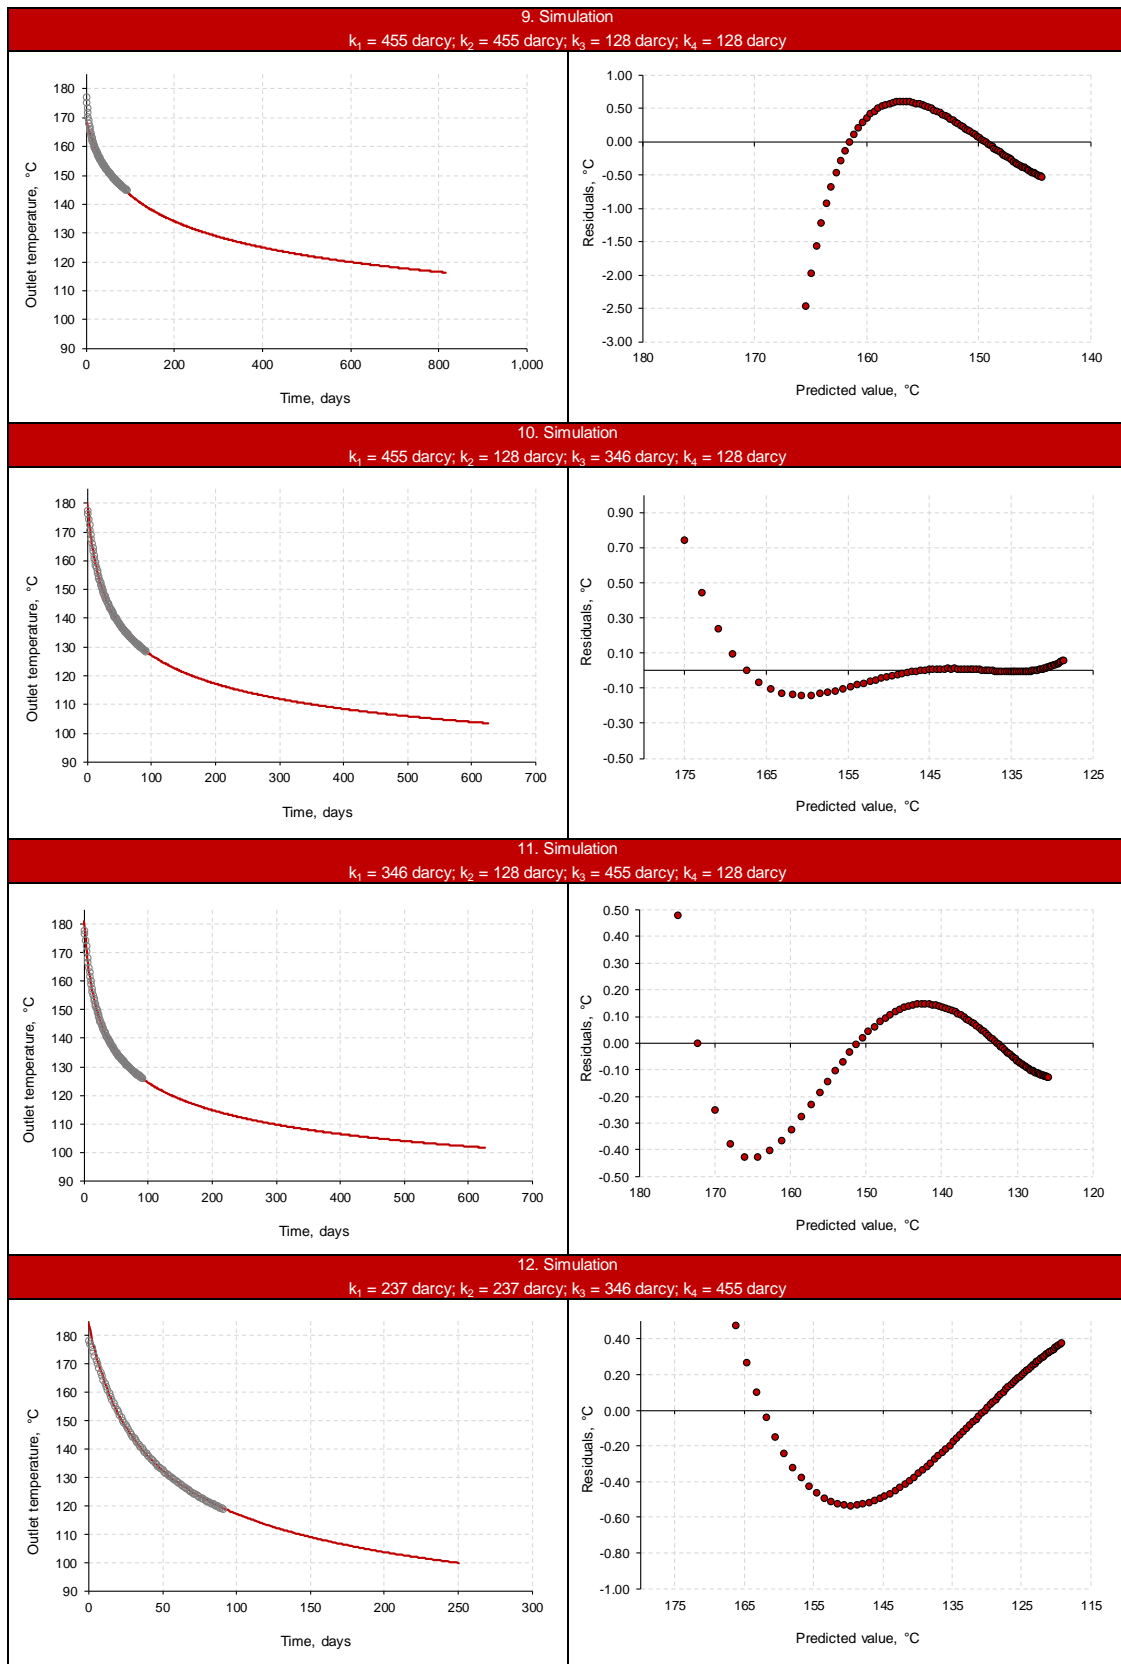 9. Simulation
k₁ = 455 darcy; k₂ = 455 darcy; k₃ = 128 darcy; k₄ = 128 darcy
Outlet temperature, °C
180
170
160
150
140
130
120
110
100
90
0 200 400 600 800 1,000
Time, days
Residuals, °C
1.00
0.50
0.00
-0.50
-1.00
-1.50
-2.00
-2.50
-3.00
180 170 160 150 140
Predicted value, °C
10. Simulation
k₁ = 455 darcy; k₂ = 128 darcy; k₃ = 346 darcy; k₄ = 128 darcy
Outlet temperature, °C
180
170
160
150
140
130
120
110
100
90
0 100 200 300 400 500 600 700
Time, days
Residuals, °C
0.90
0.70
0.50
0.30
0.10
-0.10
-0.30
-0.50
175 165 155 145 135 125
Predicted value, °C
11. Simulation
k₁ = 346 darcy; k₂ = 128 darcy; k₃ = 455 darcy; k₄ = 128 darcy
Outlet temperature, °C
180
170
160
150
140
130
120
110
100
90
0 100 200 300 400 500 600 700
Time, days
Residuals, °C
0.50
0.40
0.30
0.20
0.10
0.00
-0.10
-0.20
-0.30
-0.40
-0.50
180 170 160 150 140 130 120
Predicted value, °C
12. Simulation
k₁ = 237 darcy; k₂ = 237 darcy; k₃ = 346 darcy; k₄ = 455 darcy
Outlet temperature, °C
180
170
160
150
140
130
120
110
100
90
0 50 100 150 200 250 300
Time, days
Residuals, °C
0.40
0.20
0.00
-0.20
-0.40
-0.60
-0.80
-1.00
175 165 155 145 135 125 115
Predicted value, °C